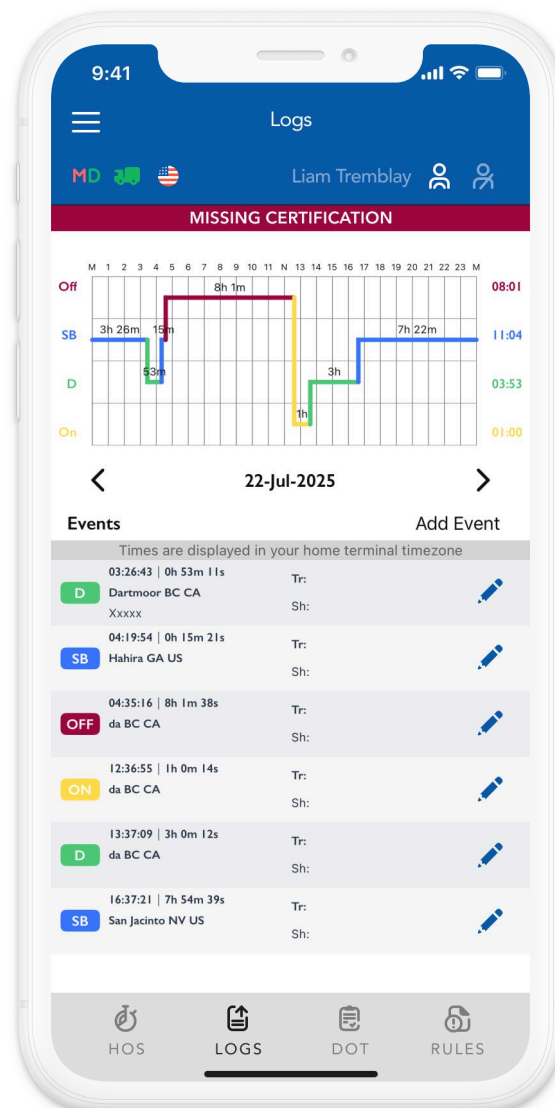 9:41
Logs
MD
Liam Tremblay
MISSING CERTIFICATION
M 1 2 3 4 5 6 7 8 9 10 11 N 13 14 15 16 17 18 19 20 21 22 23 M
Off 8h 1m 08:01
SB 3h 26m 15m 7h 22m 11:04
D 53m 3h 03:53
On 1h 01:00
22-Jul-2025
Events Add Event
Times are displayed in your home terminal timezone
03:26:43 | 0h 53m 11s
D Dartmoor BC CA
Xxxxx
Tr:
Sh:
04:19:54 | 0h 15m 21s
SB Hahira GA US
Tr:
Sh:
04:35:16 | 8h 1m 38s
OFF da BC CA
Tr:
Sh:
12:36:55 | 1h 0m 14s
ON da BC CA
Tr:
Sh:
13:37:09 | 3h 0m 12s
D da BC CA
Tr:
Sh:
16:37:21 | 7h 54m 39s
SB San Jacinto NV US
Tr:
Sh:
HOS LOGS DOT RULES